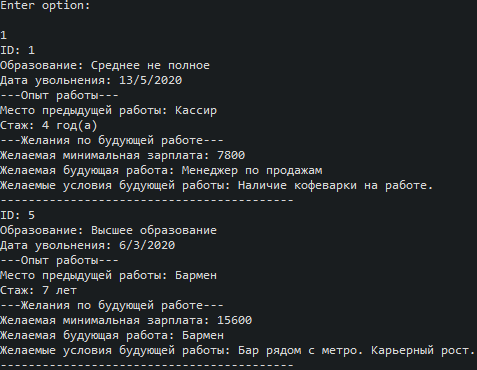 Enter option:
1
ID: 1
Образование: Среднее не полное
Дата увольнения: 13/5/2020
---Опыт работы---
Место предыдущей работы: Кассир
Стаж: 4 год(а)
---Желания по будующей работе---
Желаемая минимальная зарплата: 7800
Желаемая будующая работа: Менеджер по продажам
Желаемые условия будующей работы: Наличие кофеварки на работе.
------------------------------------------
ID: 5
Образование: Высшее образование
Дата увольнения: 6/3/2020
---Опыт работы---
Место предыдущей работы: Бармен
Стаж: 7 лет
---Желания по будующей работе---
Желаемая минимальная зарплата: 15600
Желаемая будующая работа: Бармен
Желаемые условия будующей работы: Бар рядом с метро. Карьерный рост.
------------------------------------------